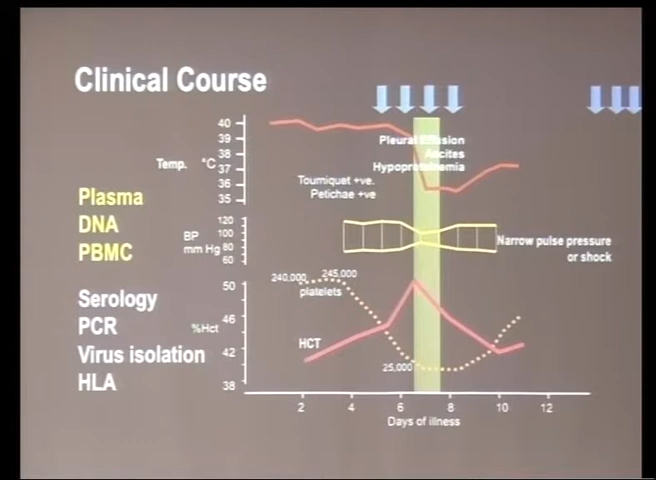 Clinical Course
40
39
38
37
36
35
Temp. °C
Pleural Effusion
Ascites
Hypoproteinemia
Tourniquet +ve.
Petichae +ve
Plasma
DNA
PBMC
BP
mm Hg
120
100
80
60
Narrow pulse pressure
or shock
Serology
PCR
Virus isolation
HLA
%Hct
50
46
42
38
240,000
245,000
platelets
HCT
25,000
2 4 6 8 10 12
Days of illness